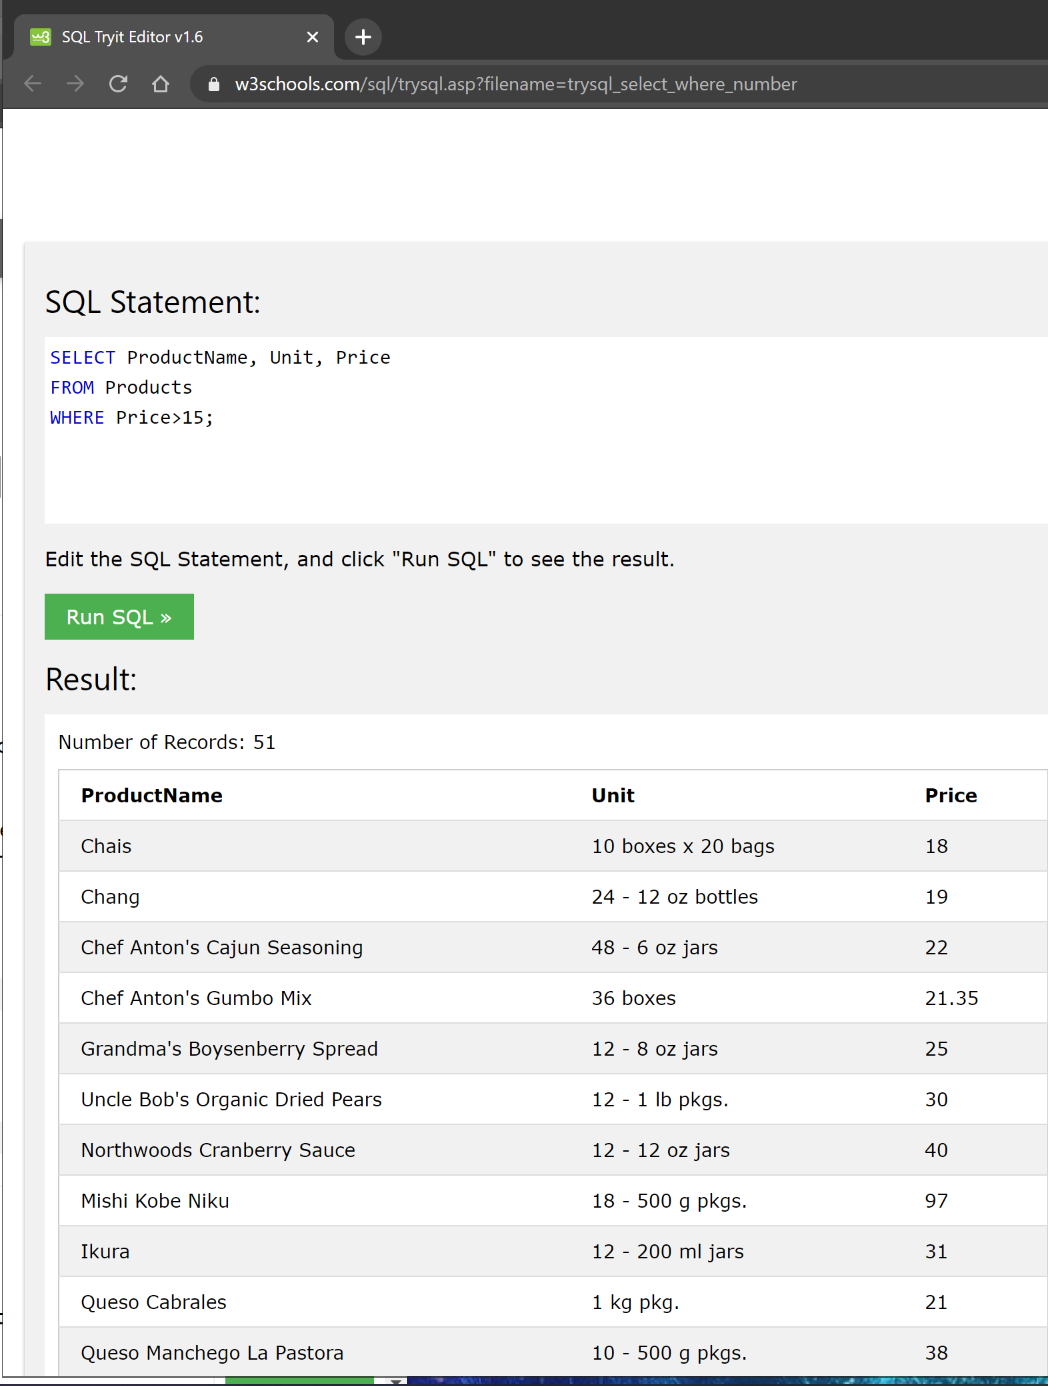 SQL Tryit Editor v1.6
w3schools.com/sql/trysql.asp?filename=trysql_select_where_number
SQL Statement:
SELECT ProductName, Unit, Price
FROM Products
WHERE Price>15;
Edit the SQL Statement, and click "Run SQL" to see the result.
Run SQL »
Result:
Number of Records: 51
ProductName Unit Price
Chais 10 boxes x 20 bags 18
Chang 24 - 12 oz bottles 19
Chef Anton's Cajun Seasoning 48 - 6 oz jars 22
Chef Anton's Gumbo Mix 36 boxes 21.35
Grandma's Boysenberry Spread 12 - 8 oz jars 25
Uncle Bob's Organic Dried Pears 12 - 1 lb pkgs. 30
Northwoods Cranberry Sauce 12 - 12 oz jars 40
Mishi Kobe Niku 18 - 500 g pkgs. 97
Ikura 12 - 200 ml jars 31
Queso Cabrales 1 kg pkg. 21
Queso Manchego La Pastora 10 - 500 g pkgs. 38